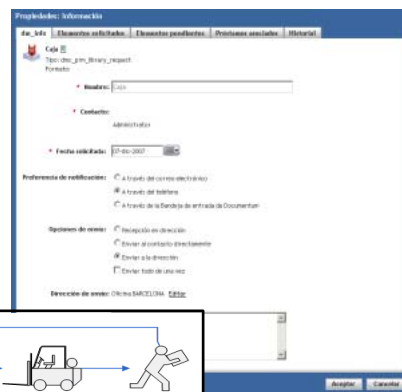 Propiedades: Información
doc_info Elementos solicitados Elementos pendientes Préstamos asociados Historial
Caja
Tipo: dmc_prm_library_request
Formato:
* Nombre: Caja
* Contacto:
Administrator
* Fecha solicitada: 07-dic-2007
Preferencia de notificación: A través del correo electrónico
A través del teléfono
A través de la Bandeja de entrada de Documentum
Opciones de envío: Recepción en dirección
Enviar al contacto directamente
Enviar a la dirección
Enviar todo de una vez
Dirección de envío: Oficina BARCELONA Editar
Aceptar Cancelar